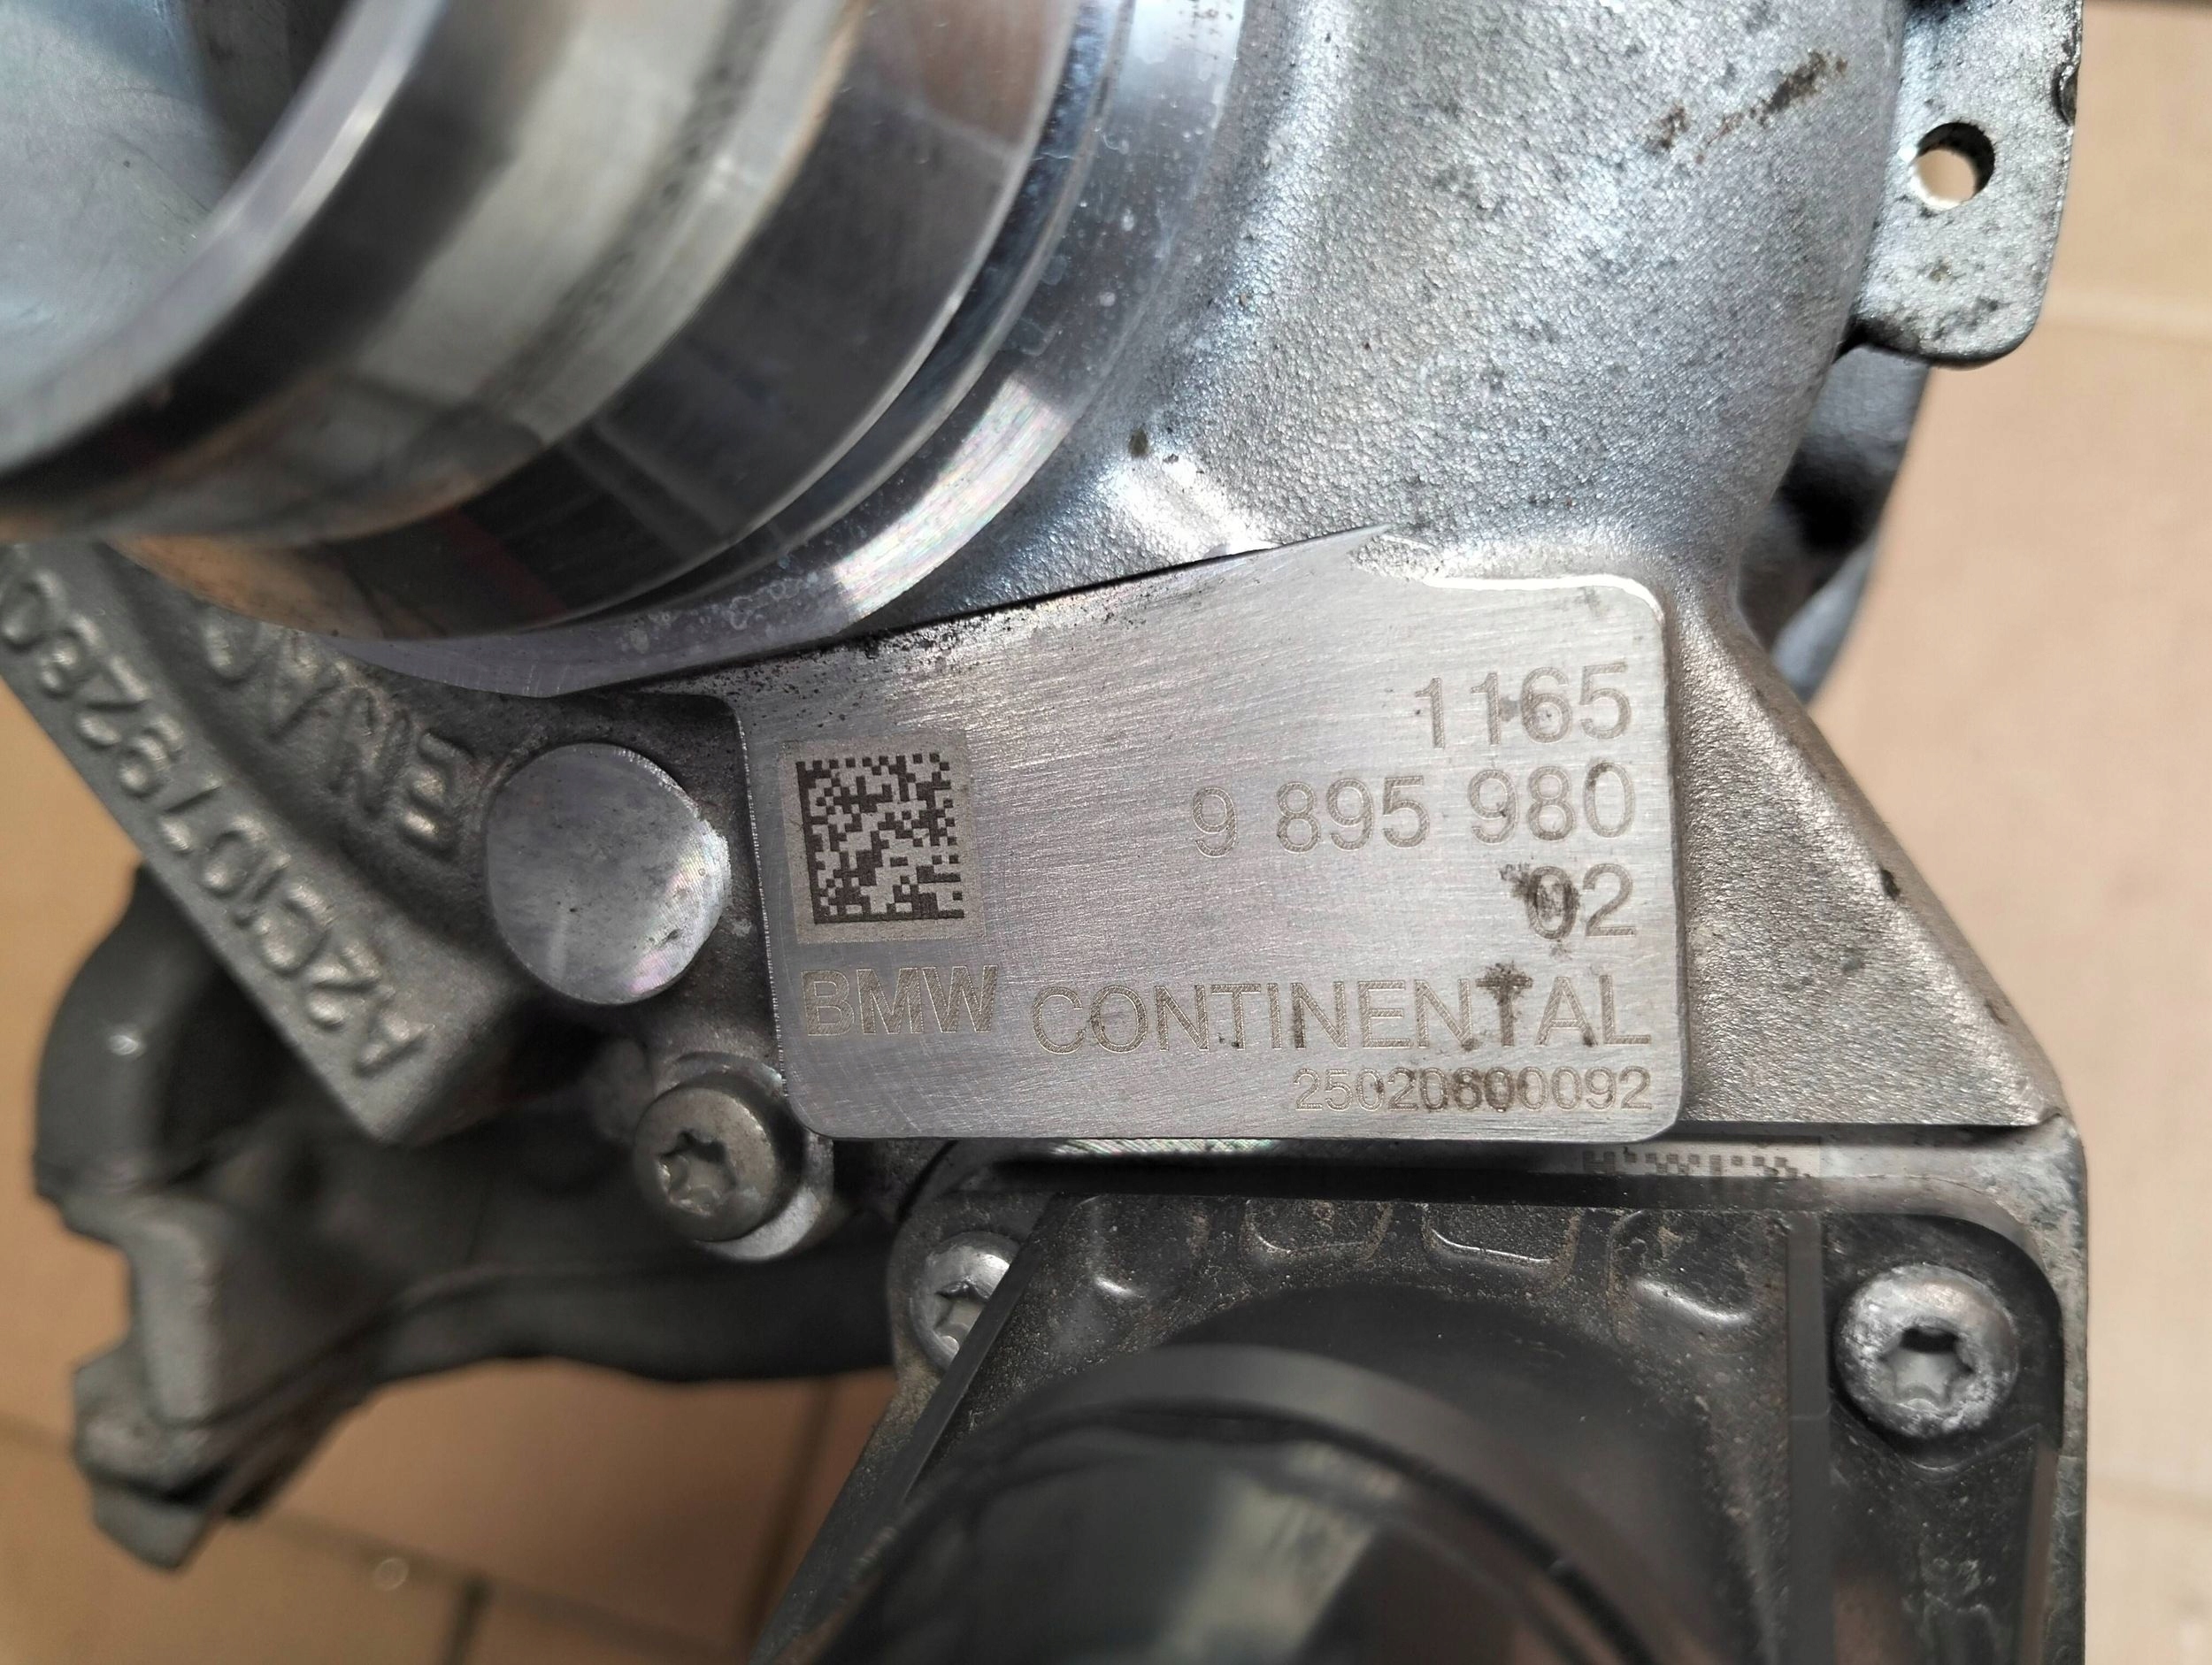 1165
9 895 980
02
BMW CONTINENTAL
25020600092